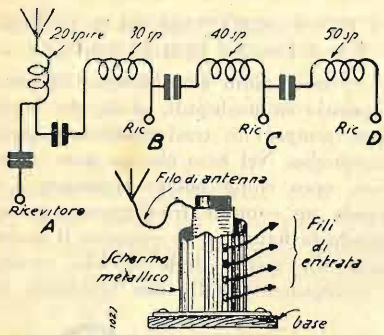 20 spire
30 sp
40 sp
50 sp
Ric
B
Ric
C
Ric
D
Ricevitore
A
Filo di antenna
Schermo
metallico
Fili
di
entrata
base
1027